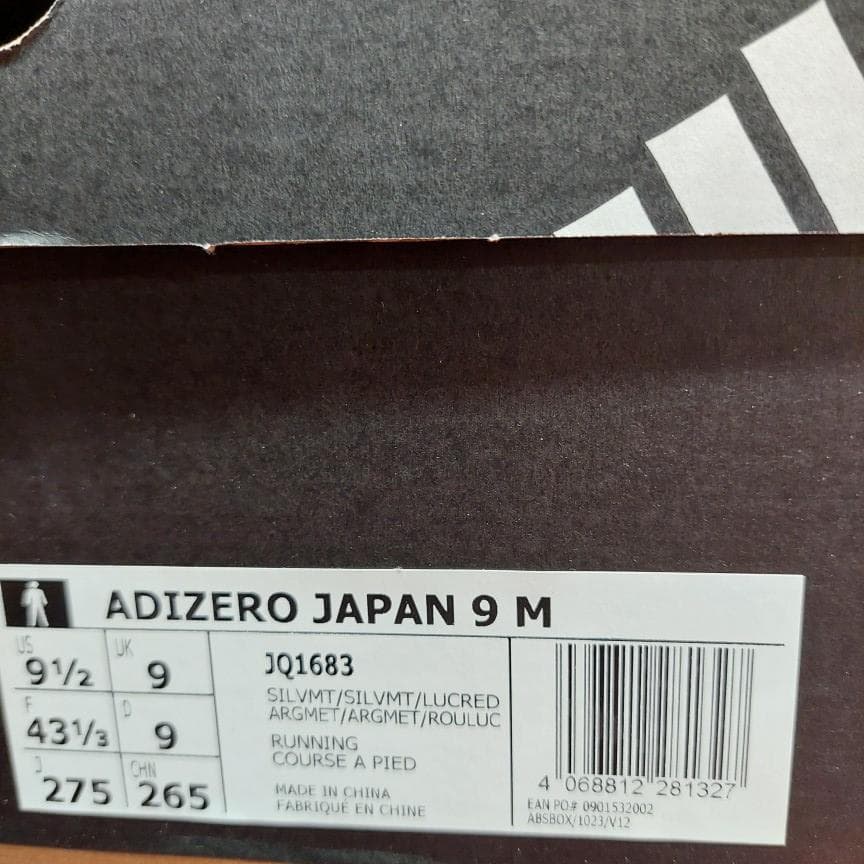 ADIZERO JAPAN 9 M
US UK
9½ 9
F D
43⅓ 9
J CHN
275 265
JQ1683
SILVMT/SILVMT/LUCRED
ARGMET/ARGMET/ROULUC
RUNNING
COURSE A PIED
MADE IN CHINA
FABRIQUÉ EN CHINE
4 068812 281327
EAN PO# 0901532002
ABSBOX/1023/V12